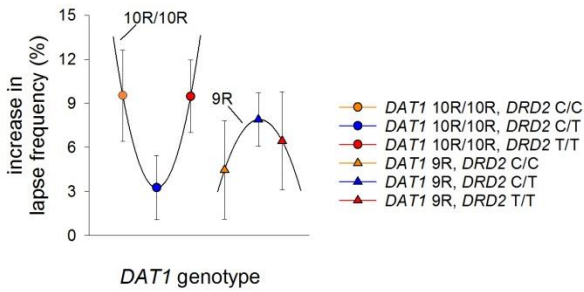 10R/10R
15
12
9
6
3
0
increase in
lapse frequency (%)
9R
DAT1 genotype
DAT1 10R/10R, DRD2 C/C
DAT1 10R/10R, DRD2 C/T
DAT1 10R/10R, DRD2 T/T
DAT1 9R, DRD2 C/C
DAT1 9R, DRD2 C/T
DAT1 9R, DRD2 T/T